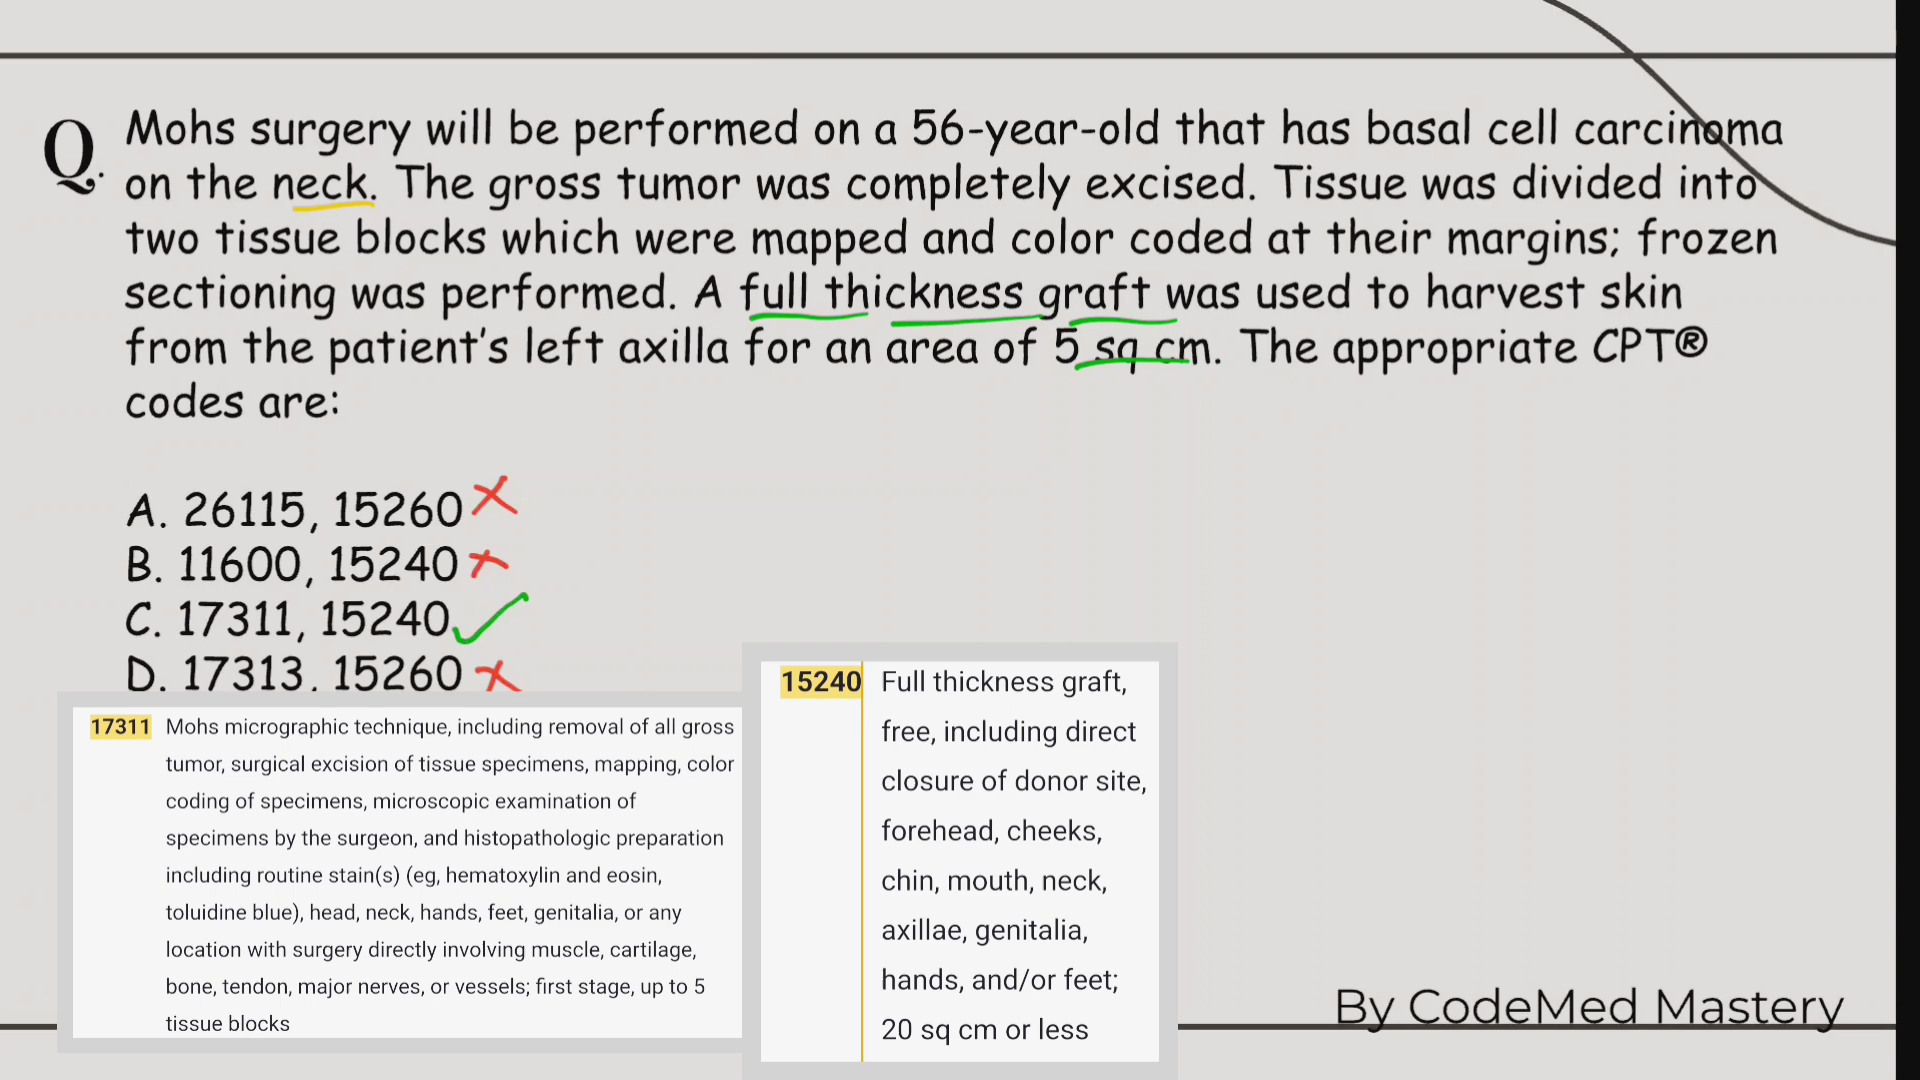 Q.
Mohs surgery will be performed on a 56-year-old that has basal cell carcinoma
on the neck. The gross tumor was completely excised. Tissue was divided into
two tissue blocks which were mapped and color coded at their margins; frozen
sectioning was performed. A full thickness graft was used to harvest skin
from the patient's left axilla for an area of 5 sq cm. The appropriate CPT®
codes are:
A. 26115, 15260
B. 11600, 15240
C. 17311, 15240
D. 17313, 15260
17311 Mohs micrographic technique, including removal of all gross
tumor, surgical excision of tissue specimens, mapping, color
coding of specimens, microscopic examination of
specimens by the surgeon, and histopathologic preparation
including routine stain(s) (eg, hematoxylin and eosin,
toluidine blue), head, neck, hands, feet, genitalia, or any
location with surgery directly involving muscle, cartilage,
bone, tendon, major nerves, or vessels; first stage, up to 5
tissue blocks
15240 Full thickness graft,
free, including direct
closure of donor site,
forehead, cheeks,
chin, mouth, neck,
axillae, genitalia,
hands, and/or feet;
20 sq cm or less
By CodeMed Mastery